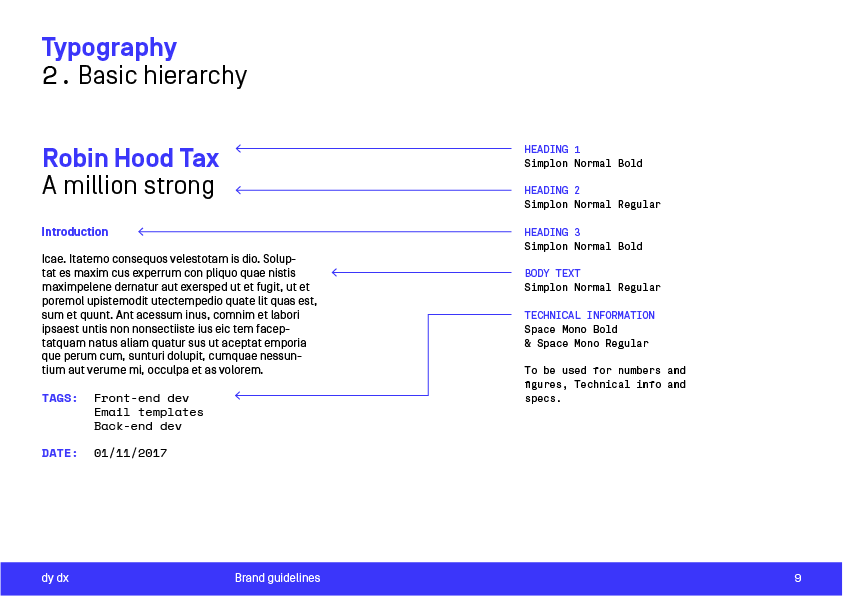 Typography
2. Basic hierarchy
Robin Hood Tax
A million strong
Introduction
Icae. Itatemo consequos velestotam is dio. Solup-
tat es maxim cus experrum con pliquo quae nistis
maximpelene dernatur aut exersped ut et fugit, ut et
poremol upistemodit utectempedio quate lit quas est,
sum et quunt. Ant acessum inus, comnim et labori
ipsaest untis non nonsectiiste ius eic tem facep-
tatquam natus aliam quatur sus ut aceptat emporia
que perum cum, sunturi dolupit, cumquae nessun-
tium aut verume mi, occulpa et as volorem.
TAGS: Front-end dev
Email templates
Back-end dev
DATE: 01/11/2017
HEADING 1
Simplon Normal Bold
HEADING 2
Simplon Normal Regular
HEADING 3
Simplon Normal Bold
BODY TEXT
Simplon Normal Regular
TECHNICAL INFORMATION
Space Mono Bold
& Space Mono Regular
To be used for numbers and
figures, Technical info and
specs.
dy dx
Brand guidelines
9